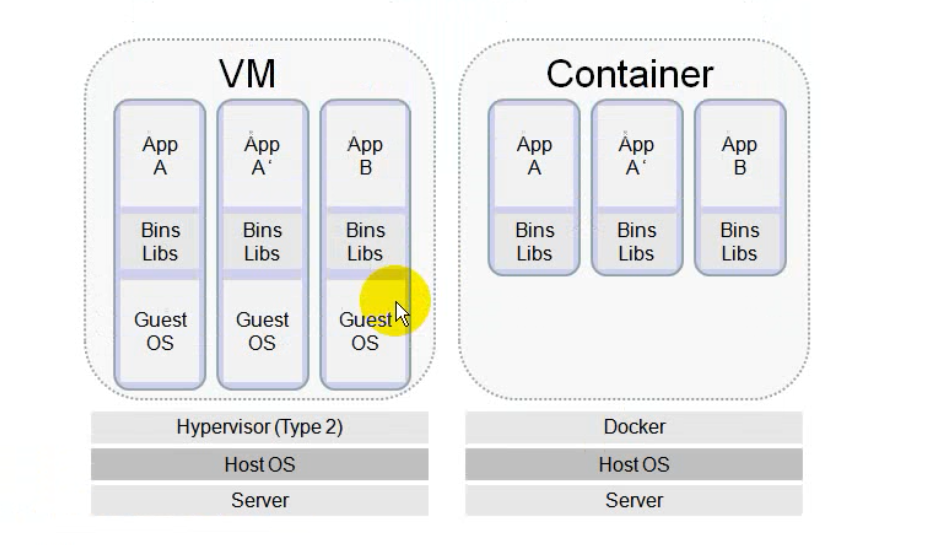 VM
App
A
App
A‘
App
B
Bins
Libs
Bins
Libs
Bins
Libs
Guest
OS
Guest
OS
Guest
OS
Hypervisor (Type 2)
Host OS
Server
Container
App
A
App
A‘
App
B
Bins
Libs
Bins
Libs
Bins
Libs
Docker
Host OS
Server